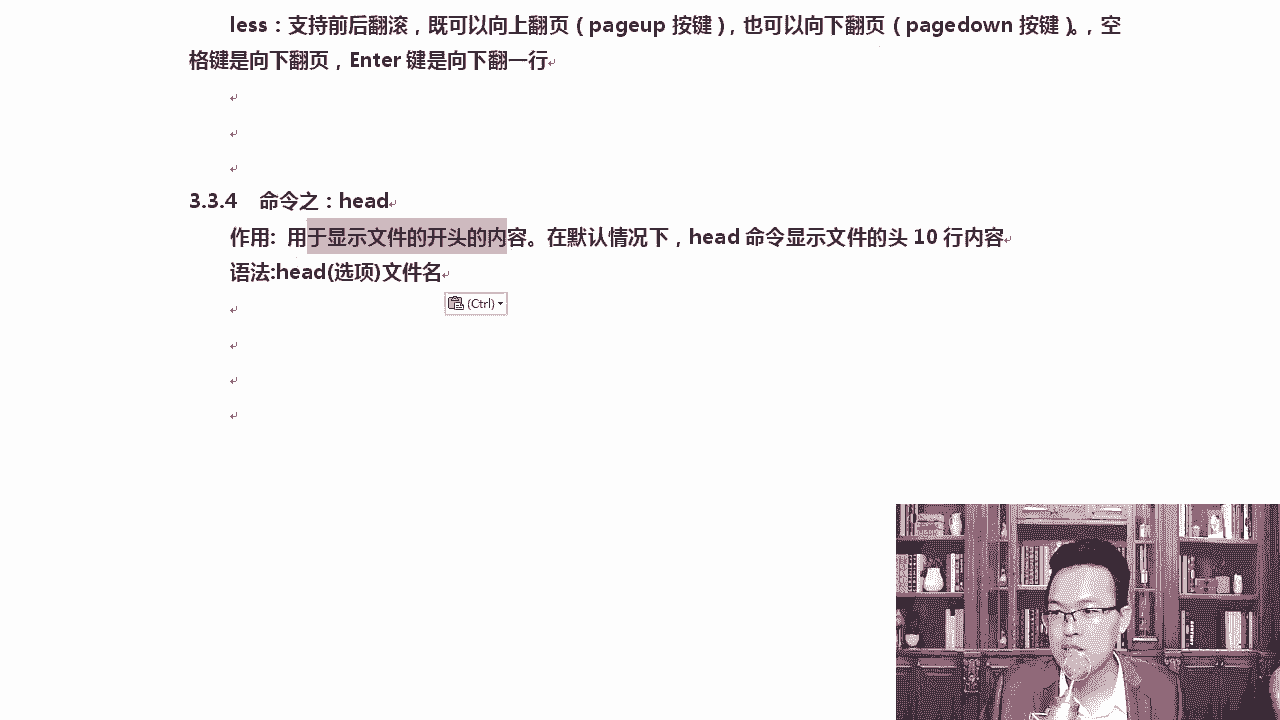 less：支持前后翻滚，既可以向上翻页（pageup 按键），也可以向下翻页（pagedown 按键）。，空
格键是向下翻页，Enter 键是向下翻一行
3.3.4 命令之：head
作用: 用于显示文件的开头的内容。在默认情况下，head 命令显示文件的头 10 行内容
语法:head(选项)文件名
(Ctrl)